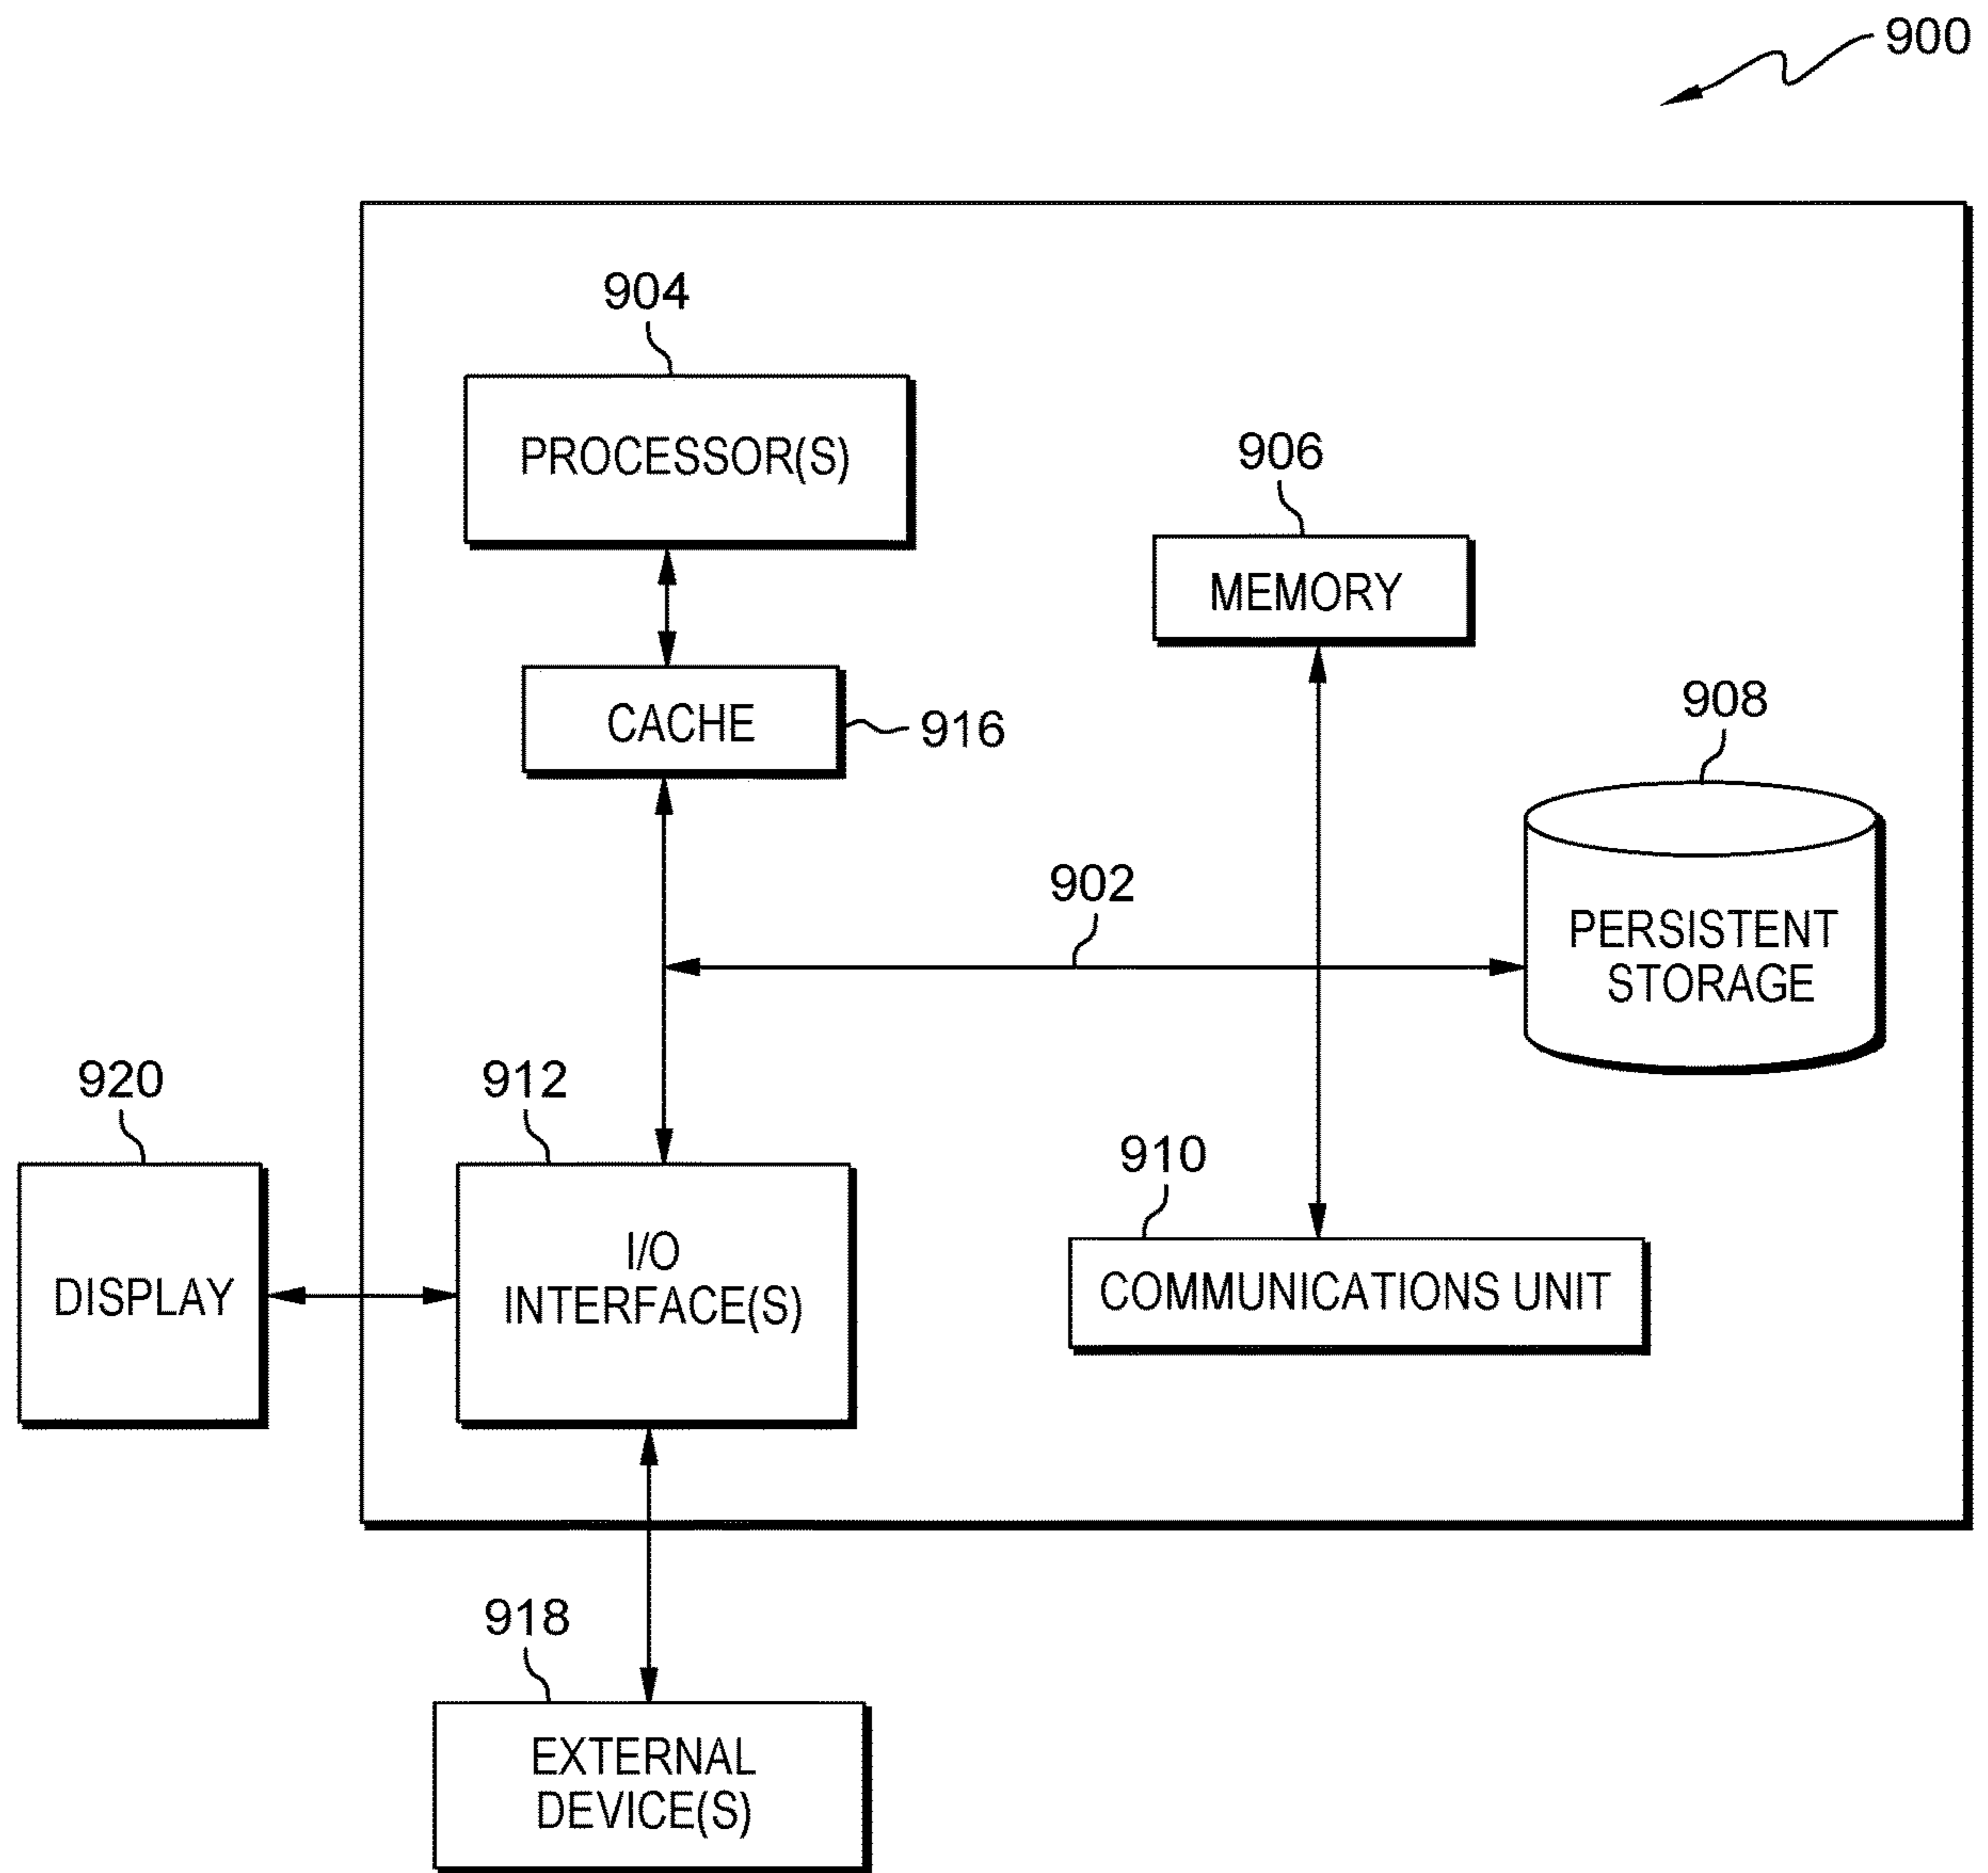 900
904
PROCESSOR(S)
906
MEMORY
CACHE
916
908
902
PERSISTENT
STORAGE
920
912
910
DISPLAY
I/O
INTERFACE(S)
COMMUNICATIONS UNIT
918
EXTERNAL
DEVICE(S)